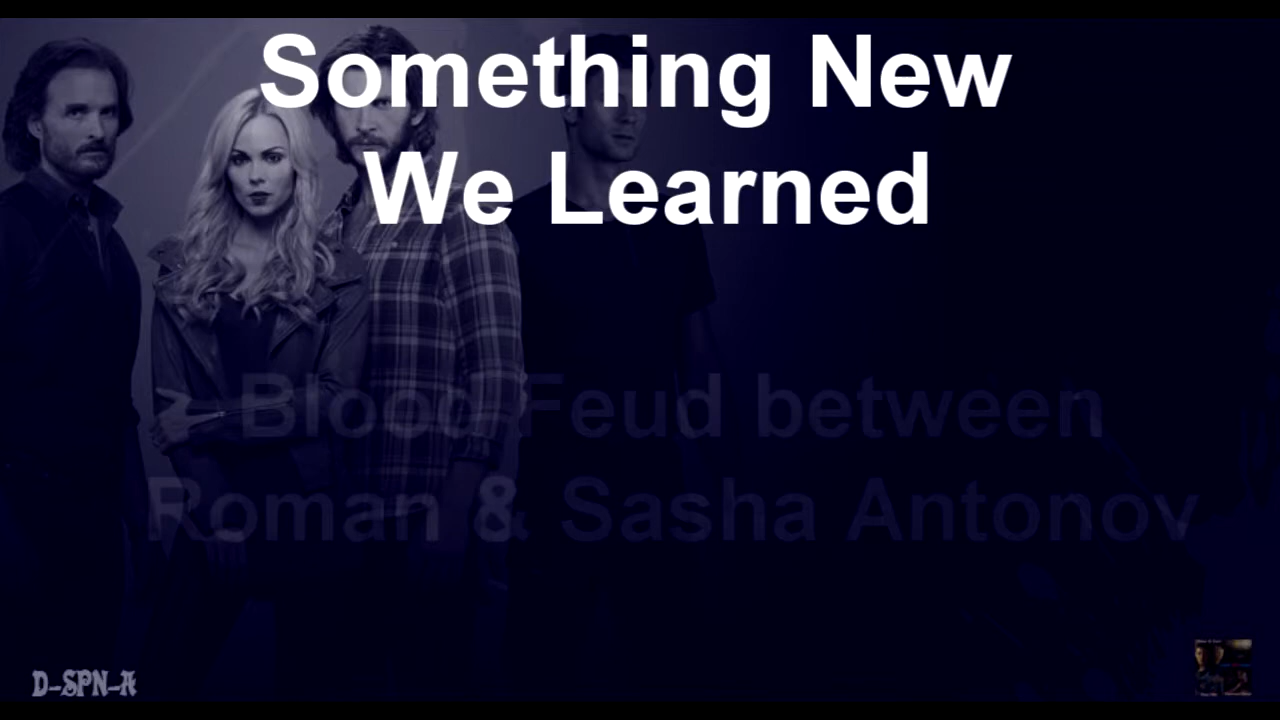 Something New
We Learned
Blood Feud between
Roman & Sasha Antonov
D-SPN-A